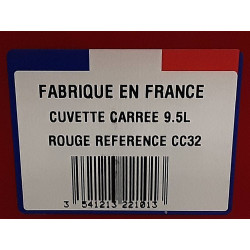 FABRIQUE EN FRANCE
CUVETTE CARREE 9.5L
ROUGE REFERENCE CC32
3 541213 221013